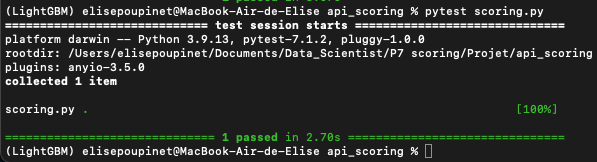 (LightGBM) elisepoupinet@MacBook-Air-de-Elise api_scoring % pytest scoring.py
============================= test session starts =============================
platform darwin -- Python 3.9.13, pytest-7.1.2, pluggy-1.0.0
rootdir: /Users/elisepoupinet/Documents/Data_Scientist/P7 scoring/Projet/api_scoring
plugins: anyio-3.5.0
collected 1 item
scoring.py . [100%]
============================== 1 passed in 2.70s ===============================
(LightGBM) elisepoupinet@MacBook-Air-de-Elise api_scoring %